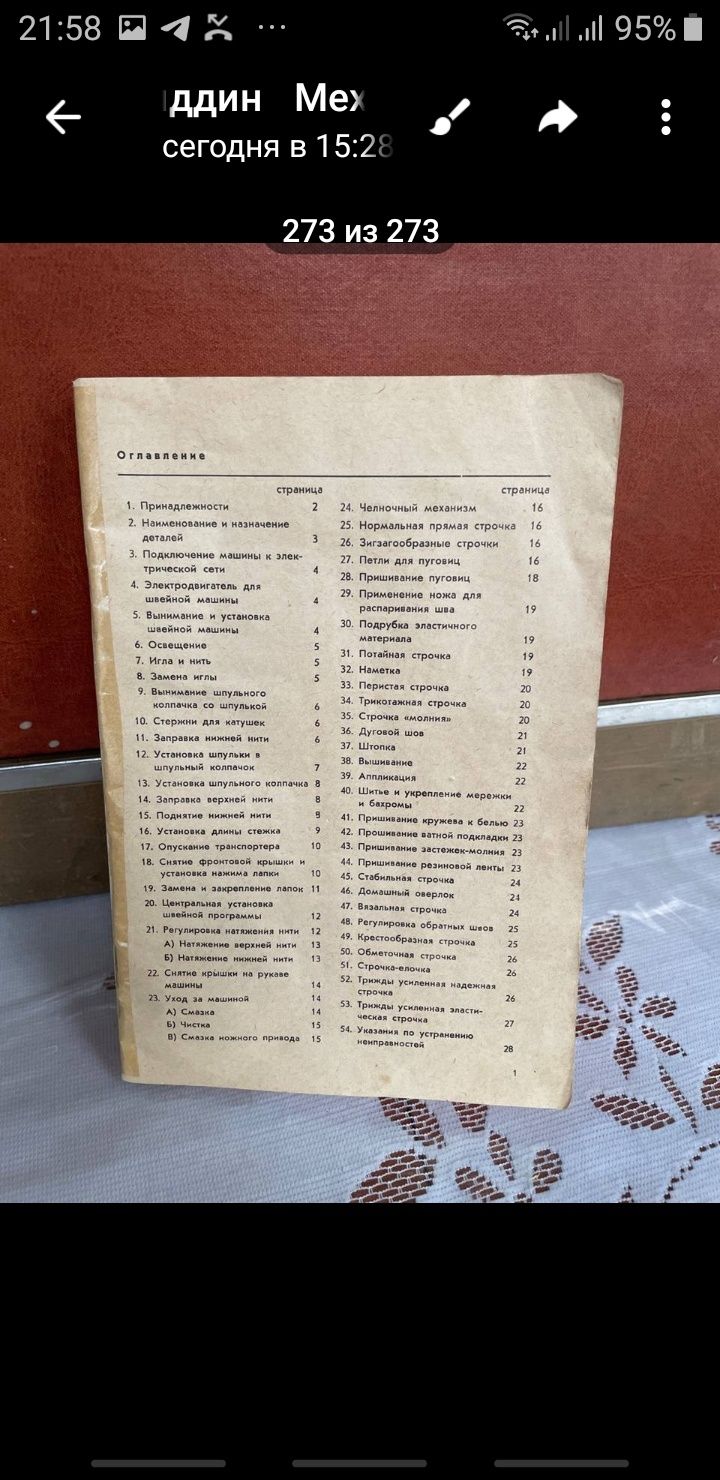 21:58
95%
ддин Мех
сегодня в 15:28
273 из 273
Оглавление
страница
1. Принадлежности 2
2. Наименование и назначение
деталей 3
3. Подключение машины к элек-
трической сети 4
4. Электродвигатель для
швейной машины 4
5. Вынимание и установка
швейной машины 4
6. Освещение 5
7. Игла и нить 5
8. Замена иглы 5
9. Вынимание шпульного
колпачка со шпулькой 6
10. Стержни для катушек 6
11. Заправка нижней нити 6
12. Установка шпульки в
шпульный колпачок 7
13. Установка шпульного колпачка 8
14. Заправка верхней нити 8
15. Поднятие нижней нити 8
16. Установка длины стежка 9
17. Опускание транспортера 10
18. Снятие фронтовой крышки и
установка нажима лапки 10
19. Замена и закрепление лапок 11
20. Центральная установка
швейной программы 12
21. Регулировка натяжения нити 12
А) Натяжение верхней нити 13
Б) Натяжение нижней нити 13
22. Снятие крышки на рукаве
машины 14
23. Уход за машиной 14
А) Смазка 14
Б) Чистка 15
В) Смазка ножного привода 15
страница
24. Челночный механизм 16
25. Нормальная прямая строчка 16
26. Зигзагообразные строчки 16
27. Петли для пуговиц 16
28. Пришивание пуговиц 18
29. Применение ножа для
распаривания шва 19
30. Подрубка эластичного
материала 19
31. Потайная строчка 19
32. Наметка 19
33. Перистая строчка 20
34. Трикотажная строчка 20
35. Строчка «молния» 20
36. Дуговой шов 21
37. Штопка 21
38. Вышивание 22
39. Аппликация 22
40. Шитье и укрепление мережки
и бахромы 22
41. Пришивание кружева к белью 23
42. Прошивание ватной подкладки 23
43. Пришивание застежек-молния 23
44. Пришивание резиновой ленты 23
45. Стабильная строчка 24
46. Домашный оверлок 24
47. Вязальная строчка 24
48. Регулировка обратных швов 25
49. Крестообразная строчка 25
50. Обметочная строчка 26
51. Строчка-елочка 26
52. Трижды усиленная надежная
строчка 26
53. Трижды усиленная эласти-
ческая строчка 27
54. Указания по устранению
неиправностей 28
1